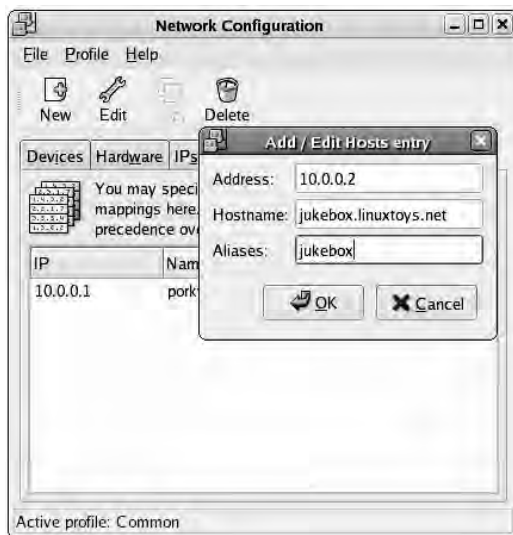 Network Configuration
File Profile Help
New Edit Delete
Devices Hardware IPs
You may speci
mappings here.
precedence ov
IP Nam
10.0.0.1 pork
Add / Edit Hosts entry
Address: 10.0.0.2
Hostname: jukebox.linuxtoys.net
Aliases: jukebox
OK Cancel
Active profile: Common